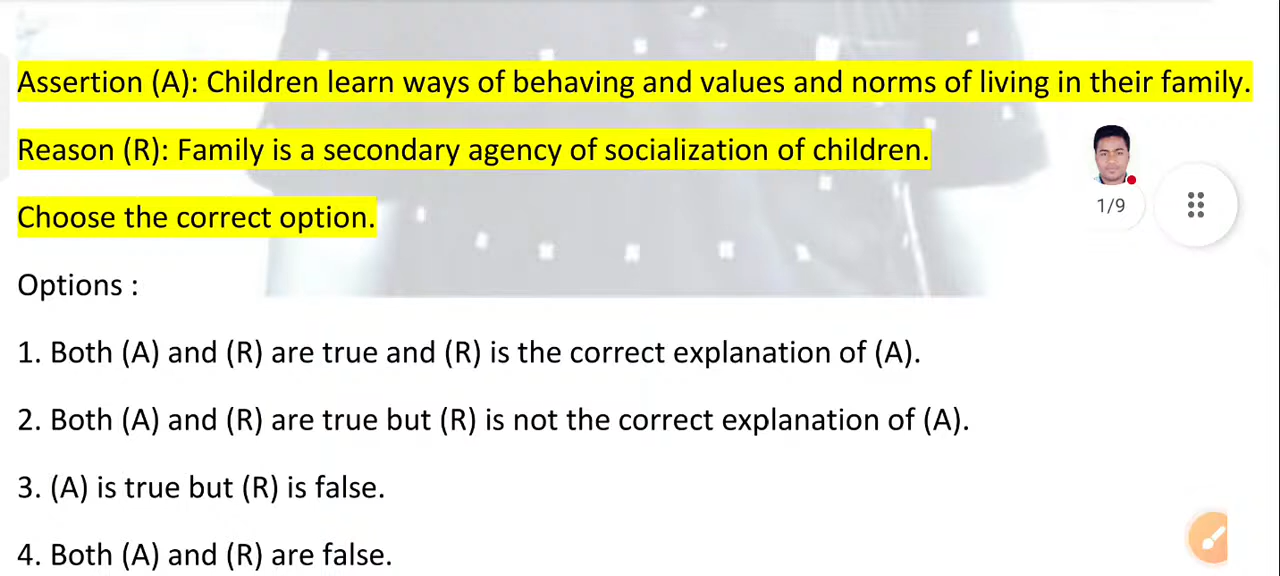 Assertion (A): Children learn ways of behaving and values and norms of living in their family.
Reason (R): Family is a secondary agency of socialization of children.
1/9
Choose the correct option.
Options :
1. Both (A) and (R) are true and (R) is the correct explanation of (A).
2. Both (A) and (R) are true but (R) is not the correct explanation of (A).
3. (A) is true but (R) is false.
4. Both (A) and (R) are false.